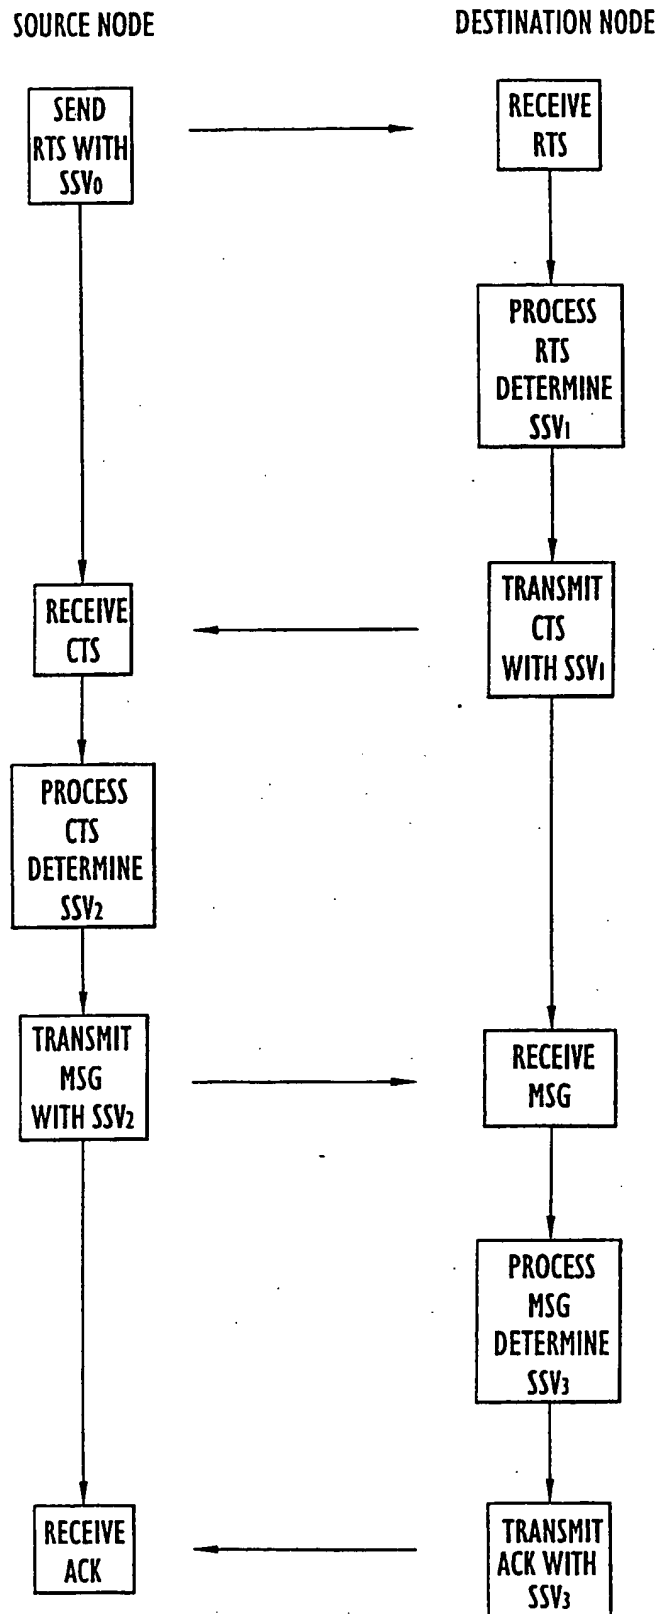 SOURCE NODE
DESTINATION NODE
SEND
RTS WITH
SSV0
RECEIVE
RTS
PROCESS
RTS
DETERMINE
SSV1
TRANSMIT
CTS
WITH SSV1
RECEIVE
CTS
PROCESS
CTS
DETERMINE
SSV2
TRANSMIT
MSG
WITH SSV2
RECEIVE
MSG
PROCESS
MSG
DETERMINE
SSV3
TRANSMIT
ACK WITH
SSV3
RECEIVE
ACK